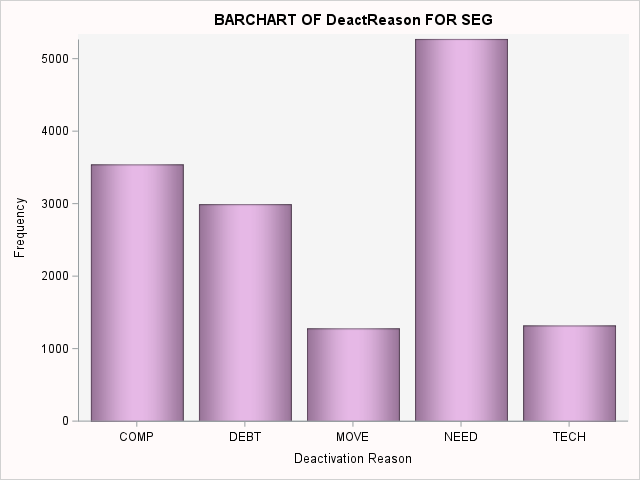 BARCHART OF DeactReason FOR SEG
5000
4000
3000
2000
1000
0
Frequency
COMP DEBT MOVE NEED TECH
Deactivation Reason